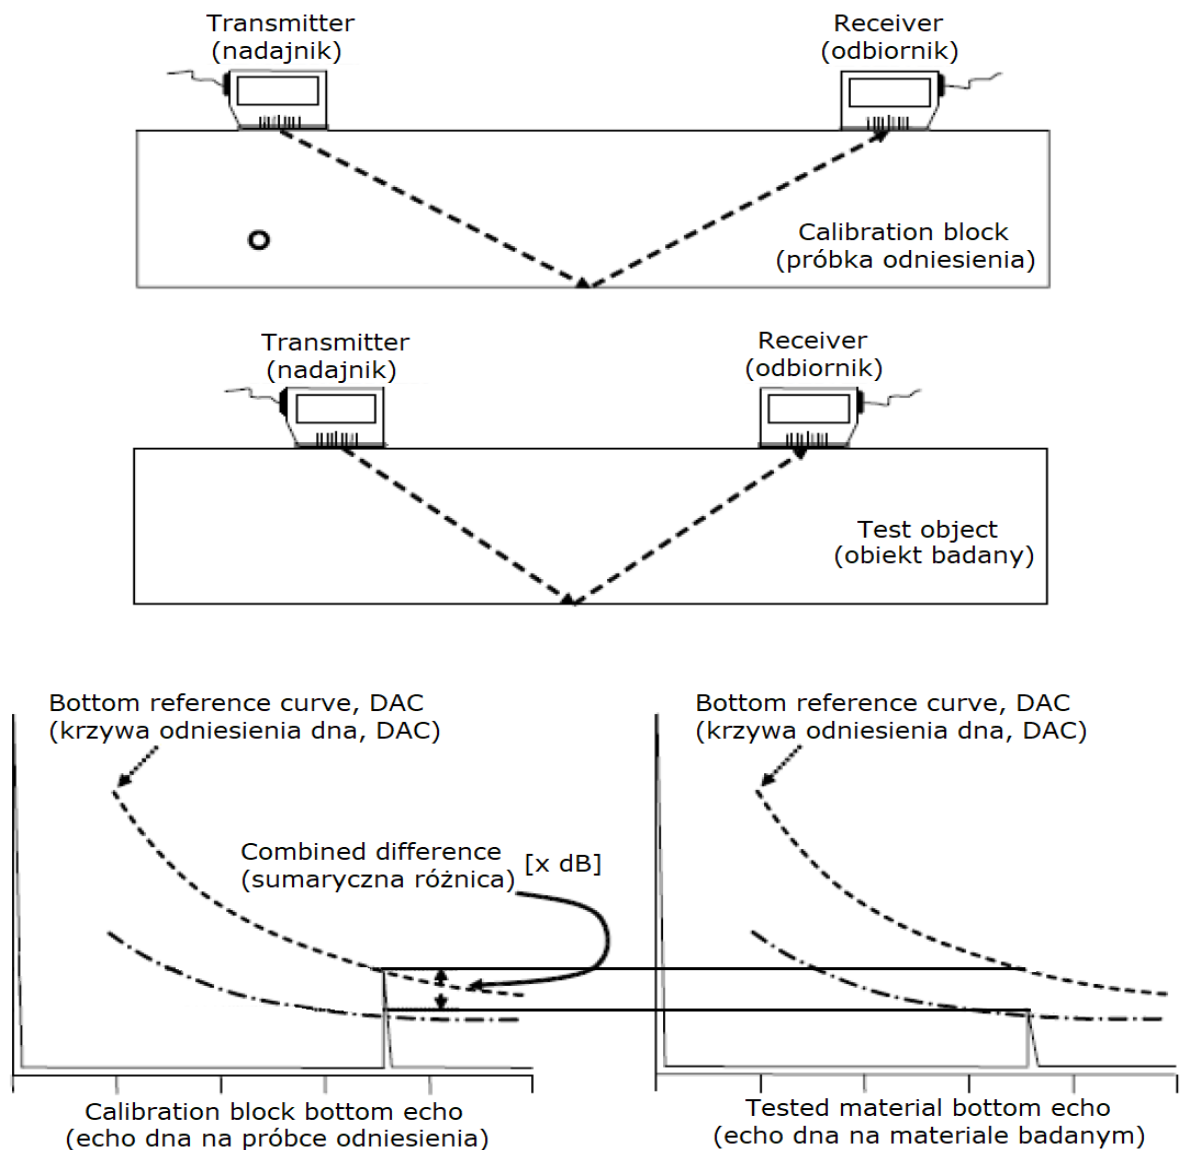 Transmitter
(nadajnik)
Receiver
(odbiornik)
Calibration block
(próbka odniesienia)
Transmitter
(nadajnik)
Receiver
(odbiornik)
Test object
(obiekt badany)
Bottom reference curve, DAC
(krzywa odniesienia dna, DAC)
Bottom reference curve, DAC
(krzywa odniesienia dna, DAC)
Combined difference
(sumaryczna różnica)
[x dB]
Calibration block bottom echo
(echo dna na próbce odniesienia)
Tested material bottom echo
(echo dna na materiale badanym)